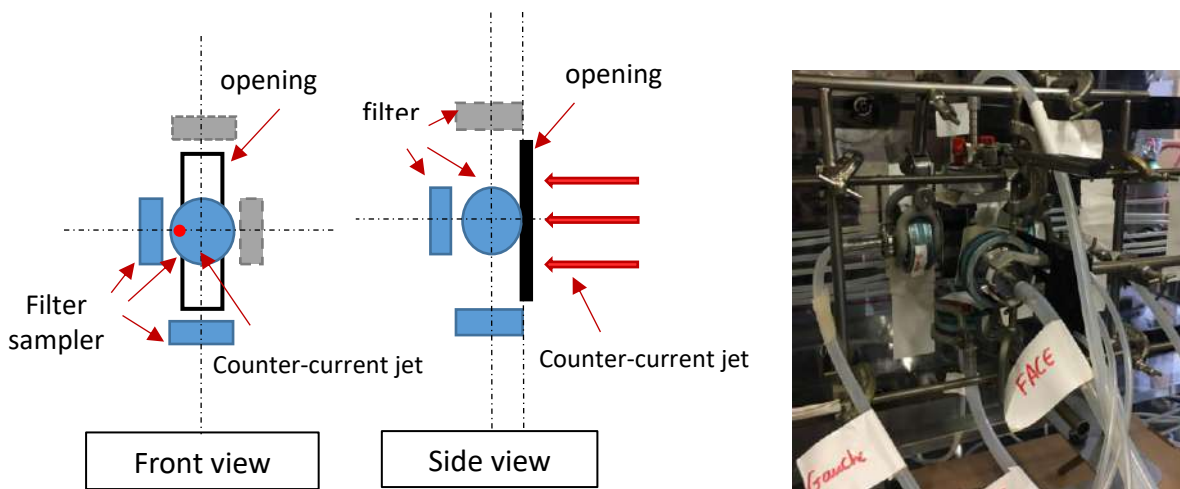 opening
Filter
sampler
Counter-current jet
Front view
filter
opening
Counter-current jet
Side view
FACE
Gauche